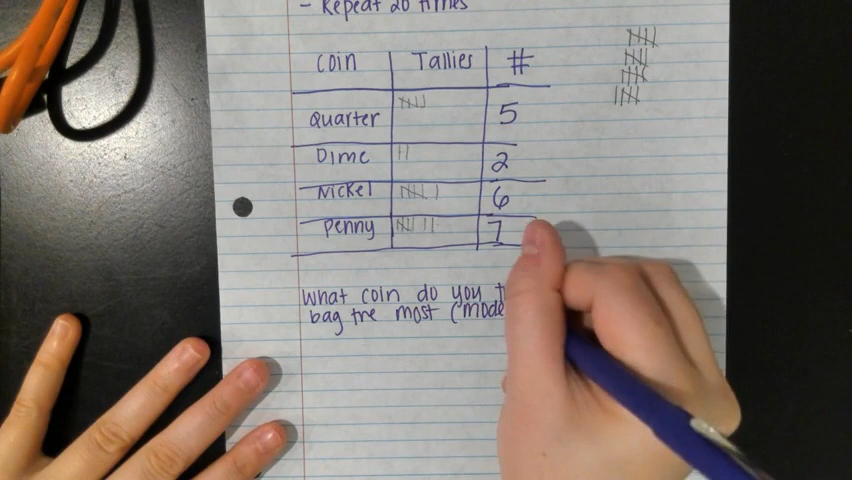 - Repeat 20 times
Coin Tallies #
Quarter 5
Dime 2
Nickel 6
Penny 7
What coin do you
bag the most (mode